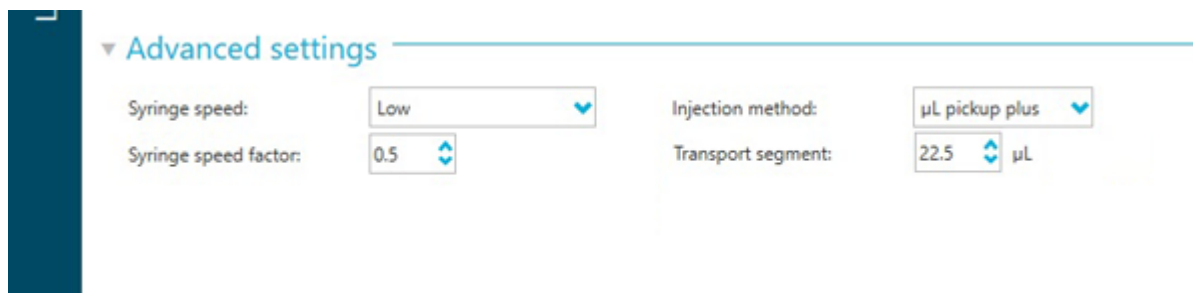 Advanced settings
Syringe speed: Low Injection method: µL pickup plus
Syringe speed factor: 0.5 Transport segment: 22.5 µL